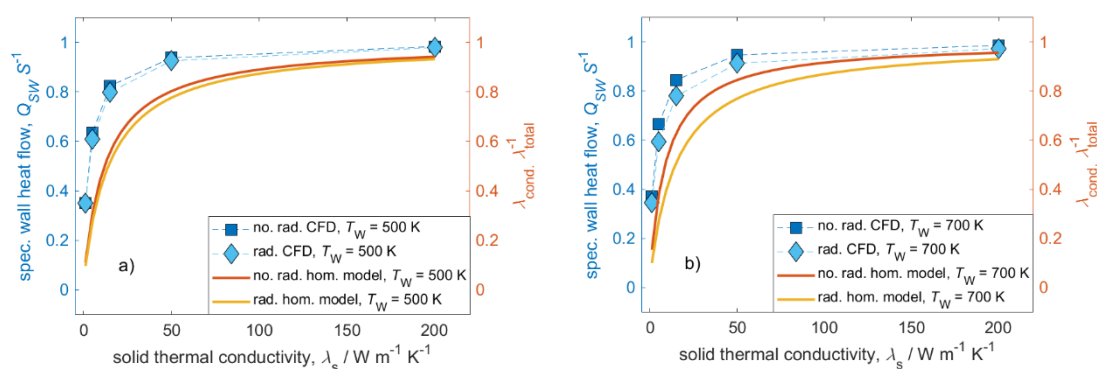 spec. wall heat flow, Q_SW S^-1
1
0.8
0.6
0.4
0.2
0
0 50 100 150 200
solid thermal conductivity, λ_s / W m^-1 K^-1
1
0.8
0.6
0.4
0.2
0
λ_cond. λ_total^-1
a)
no. rad. CFD, T_W = 500 K
rad. CFD, T_W = 500 K
no. rad. hom. model, T_W = 500 K
rad. hom. model, T_W = 500 K
spec. wall heat flow, Q_SW S^-1
1
0.8
0.6
0.4
0.2
0
0 50 100 150 200
solid thermal conductivity, λ_s / W m^-1 K^-1
1
0.8
0.6
0.4
0.2
0
λ_cond. λ_total^-1
b)
no. rad. CFD, T_W = 700 K
rad. CFD, T_W = 700 K
no. rad. hom. model, T_W = 700 K
rad. hom. model, T_W = 700 K